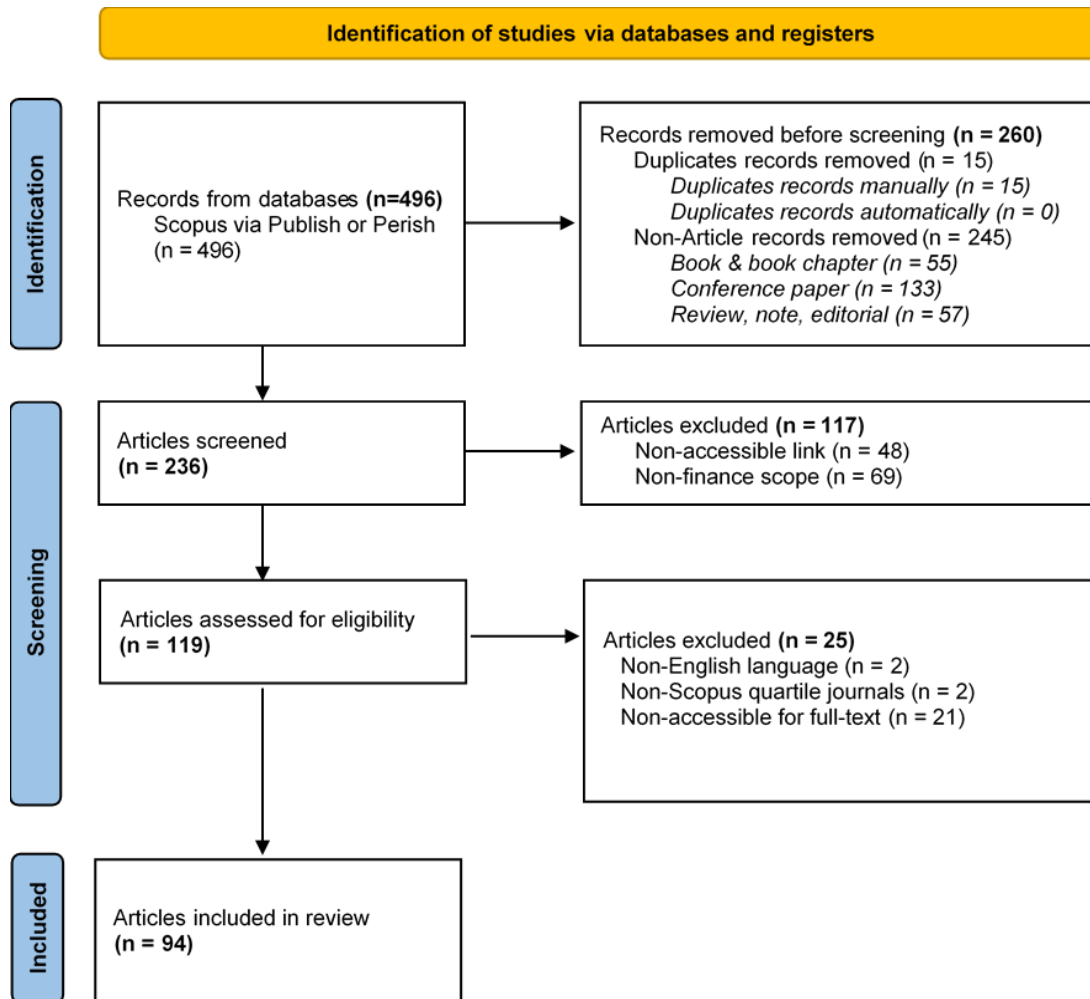 Identification of studies via databases and registers
Identification
Records from databases (n=496)
Scopus via Publish or Perish
(n = 496)
Records removed before screening (n = 260)
Duplicates records removed (n = 15)
Duplicates records manually (n = 15)
Duplicates records automatically (n = 0)
Non-Article records removed (n = 245)
Book & book chapter (n = 55)
Conference paper (n = 133)
Review, note, editorial (n = 57)
Screening
Articles screened
(n = 236)
Articles excluded (n = 117)
Non-accessible link (n = 48)
Non-finance scope (n = 69)
Articles assessed for eligibility
(n = 119)
Articles excluded (n = 25)
Non-English language (n = 2)
Non-Scopus quartile journals (n = 2)
Non-accessible for full-text (n = 21)
Included
Articles included in review
(n = 94)